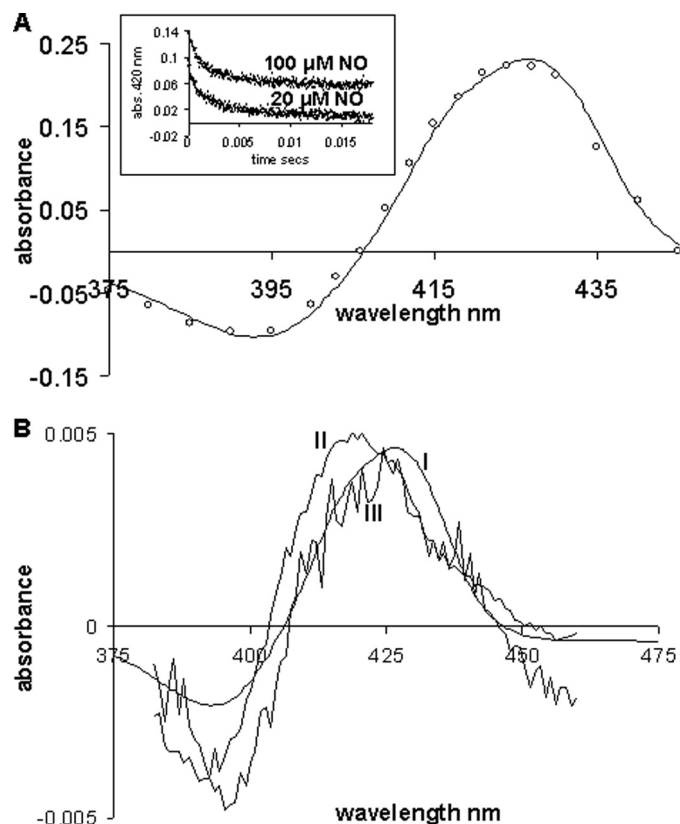 A
0.25
0.15
0.05
-0.05
-0.15
absorbance
375
395
415
435
wavelength nm
0.14
0.1
0.06
0.02
-0.02
abs.420 nm
100 µM NO
20 µM NO
0
0.005
0.01
0.015
time secs
B
0.005
0
-0.005
absorbance
II
I
III
375
400
425
450
475
wavelength nm